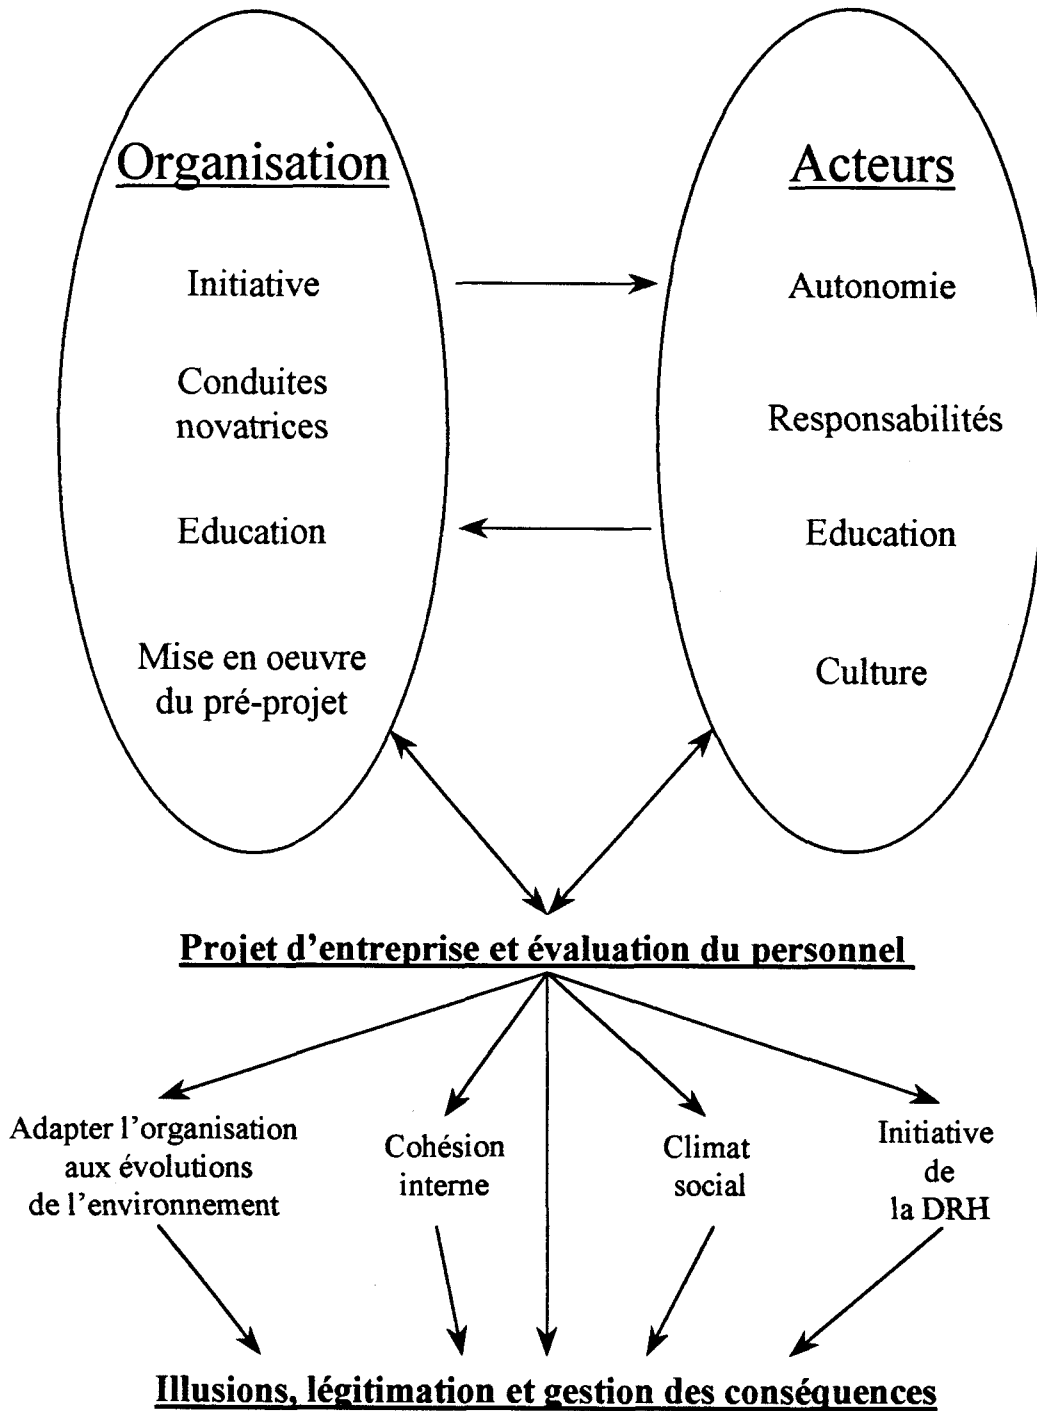 Organisation
Initiative
Conduites
novatrices
Education
Mise en oeuvre
du pré-projet
Acteurs
Autonomie
Responsabilités
Education
Culture
Projet d'entreprise et évaluation du personnel
Adapter l'organisation
aux évolutions
de l'environnement
Cohésion
interne
Climat
social
Initiative
de
la DRH
Illusions, légitimation et gestion des conséquences